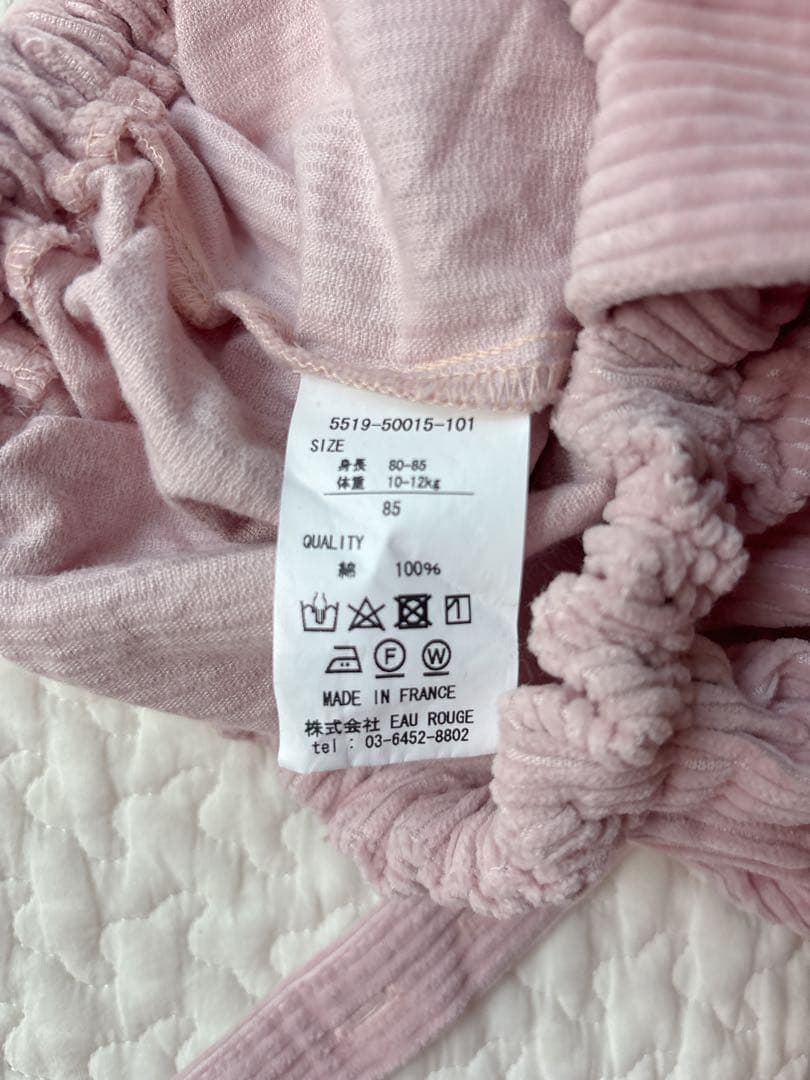 5519-50015-101
SIZE
身長 80-85
体重 10-12kg
85
QUALITY
綿 100%
F W
MADE IN FRANCE
株式会社 EAU ROUGE
tel : 03-6452-8802